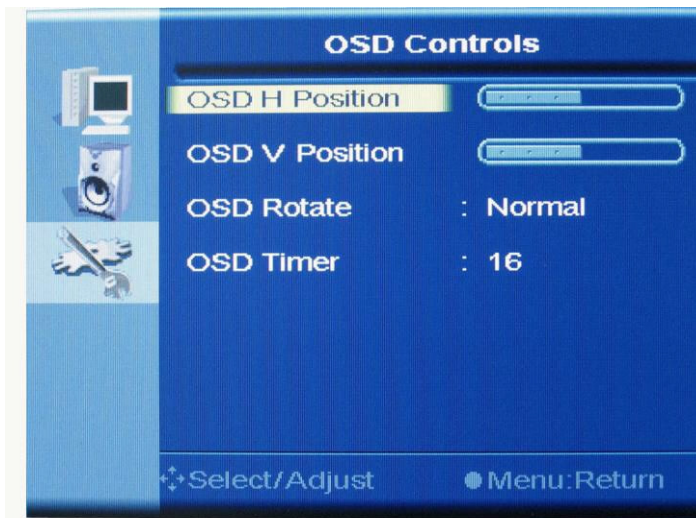 OSD Controls
OSD H Position
OSD V Position
OSD Rotate : Normal
OSD Timer : 16
Select/Adjust Menu:Return